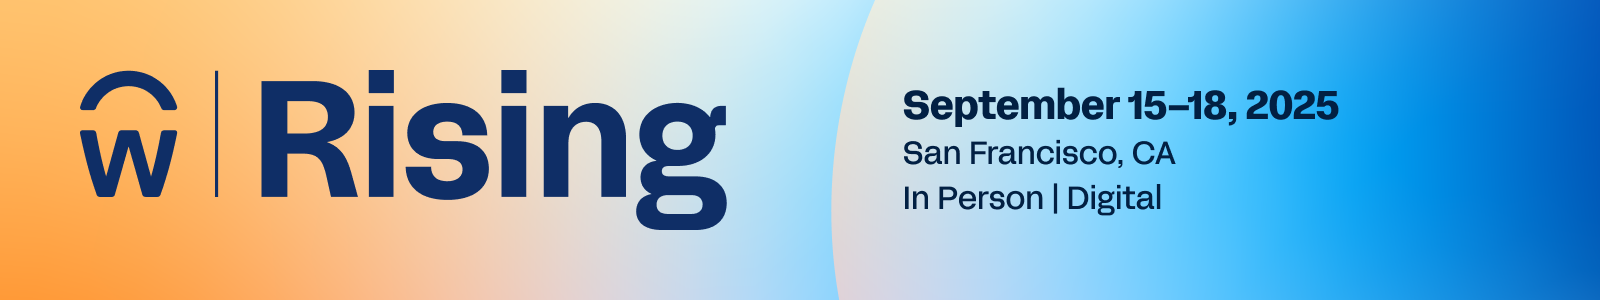 w | Rising
September 15–18, 2025
San Francisco, CA
In Person | Digital